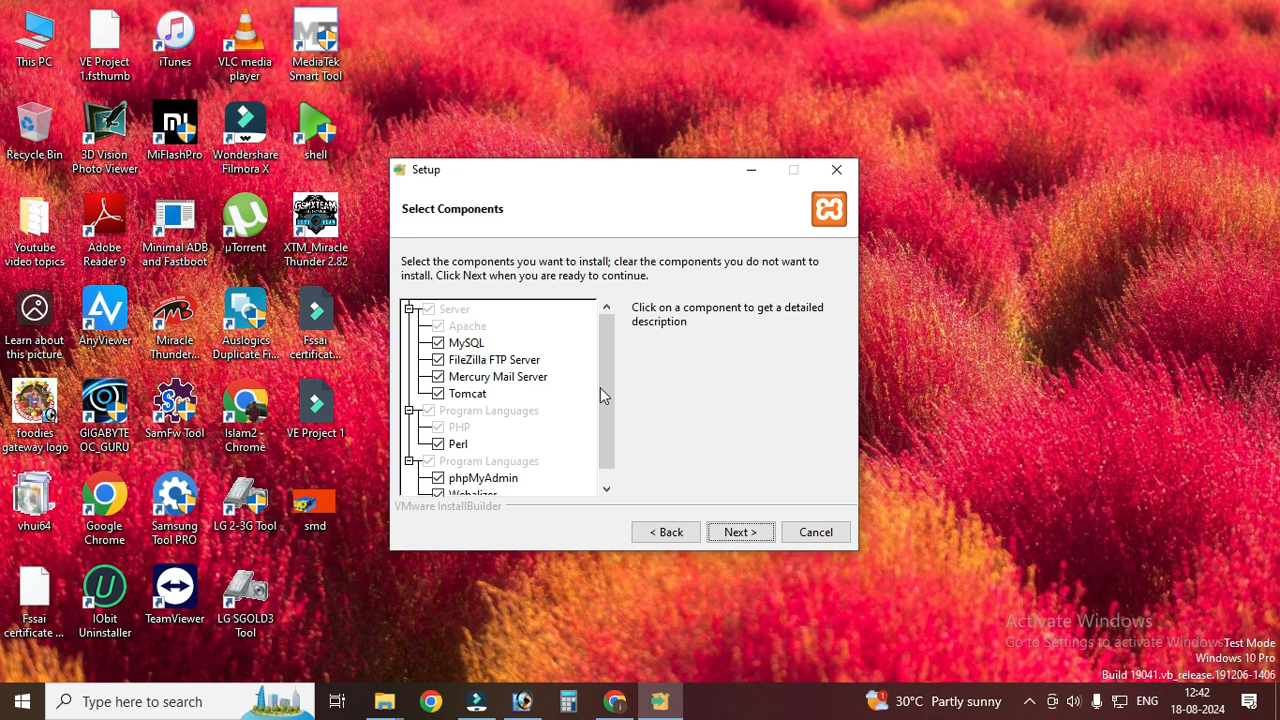 This PC
VE Project 1.fsthumb
iTunes
VLC media player
MediaTek Smart Tool
Recycle Bin
3D Vision Photo Viewer
MiFlashPro
Wondershare Filmora X
shell
Youtube video topics
Adobe Reader 9
Minimal ADB and Fastboot
µTorrent
XTM_Miracle Thunder 2.82
Learn about this picture
AnyViewer
Miracle Thunder...
Auslogics Duplicate Fi...
Fssai certificat...
foodies gateway logo
GIGABYTE OC_GURU
SamFw Tool
Islam2 - Chrome
VE Project 1
vhui64
Google Chrome
Samsung Tool PRO
LG 2-3G Tool
smd
Fssai certificate ...
IObit Uninstaller
TeamViewer
LG SGOLD3 Tool
Setup
Select Components
Select the components you want to install; clear the components you do not want to
install. Click Next when you are ready to continue.
Server
Apache
MySQL
FileZilla FTP Server
Mercury Mail Server
Tomcat
Program Languages
PHP
Perl
Program Languages
phpMyAdmin
Webalizer
Click on a component to get a detailed
description
VMware InstallBuilder
< Back
Next >
Cancel
Activate Windows
Go to Settings to activate Windows
Test Mode
Windows 10 Pro
Build 19041.vb_release.191206-1406
Type here to search
30°C Partly sunny
ENG
12:42
18-08-2024